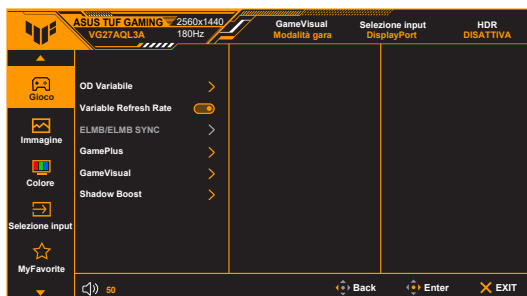 ASUS TUF GAMING 2560x1440 GameVisual Selezione input HDR
VG27AQL3A 180Hz Modalità gara DisplayPort DISATTIVA
Gioco
Immagine
Colore
Selezione input
MyFavorite
OD Variabile
Variable Refresh Rate
ELMB/ELMB SYNC
GamePlus
GameVisual
Shadow Boost
50 Back Enter EXIT